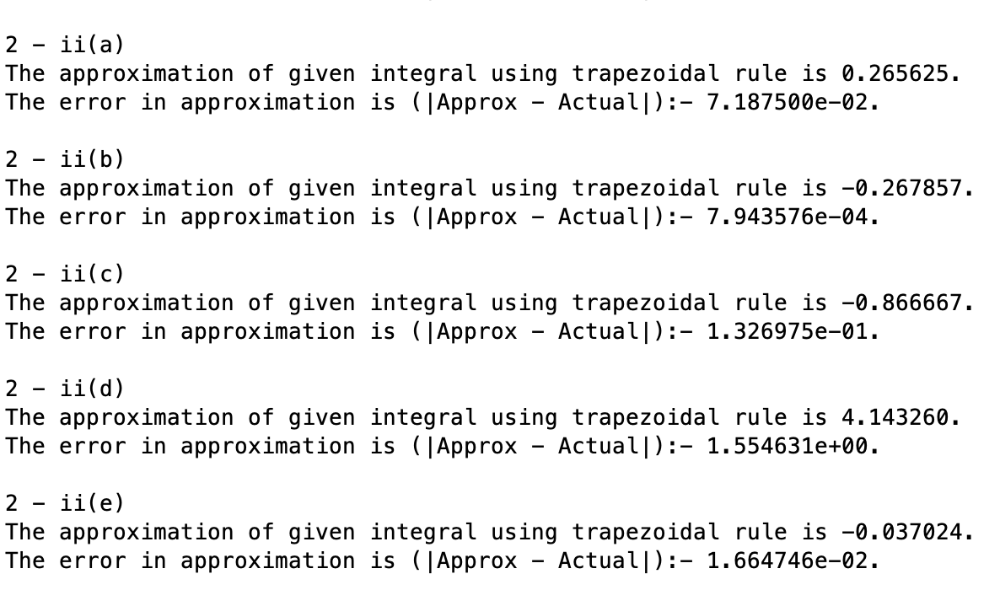 2 - ii(a)
The approximation of given integral using trapezoidal rule is 0.265625.
The error in approximation is (|Approx - Actual|):- 7.187500e-02.
2 - ii(b)
The approximation of given integral using trapezoidal rule is -0.267857.
The error in approximation is (|Approx - Actual|):- 7.943576e-04.
2 - ii(c)
The approximation of given integral using trapezoidal rule is -0.866667.
The error in approximation is (|Approx - Actual|):- 1.326975e-01.
2 - ii(d)
The approximation of given integral using trapezoidal rule is 4.143260.
The error in approximation is (|Approx - Actual|):- 1.554631e+00.
2 - ii(e)
The approximation of given integral using trapezoidal rule is -0.037024.
The error in approximation is (|Approx - Actual|):- 1.664746e-02.